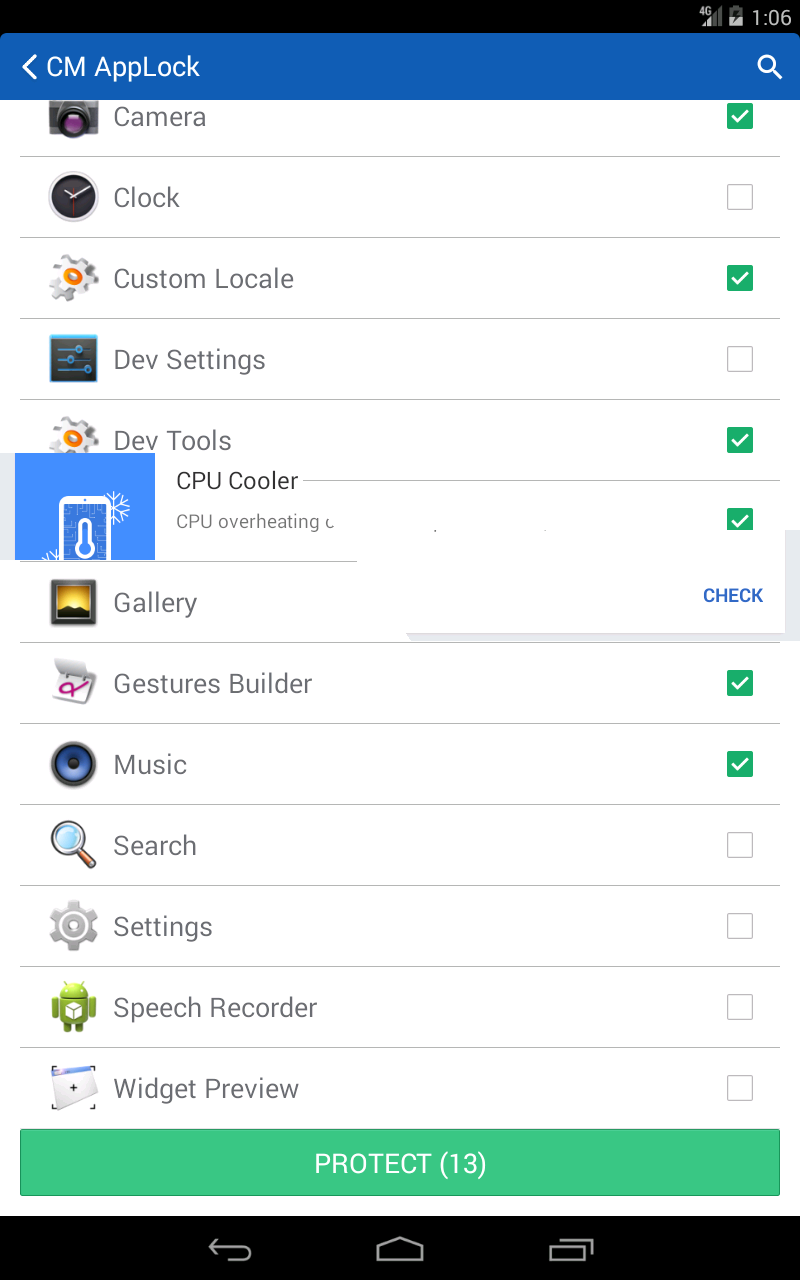 4G 1:06
CM AppLock
Camera
Clock
Custom Locale
Dev Settings
Dev Tools
CPU Cooler
CPU overheating
CHECK
Gallery
Gestures Builder
Music
Search
Settings
Speech Recorder
Widget Preview
PROTECT (13)